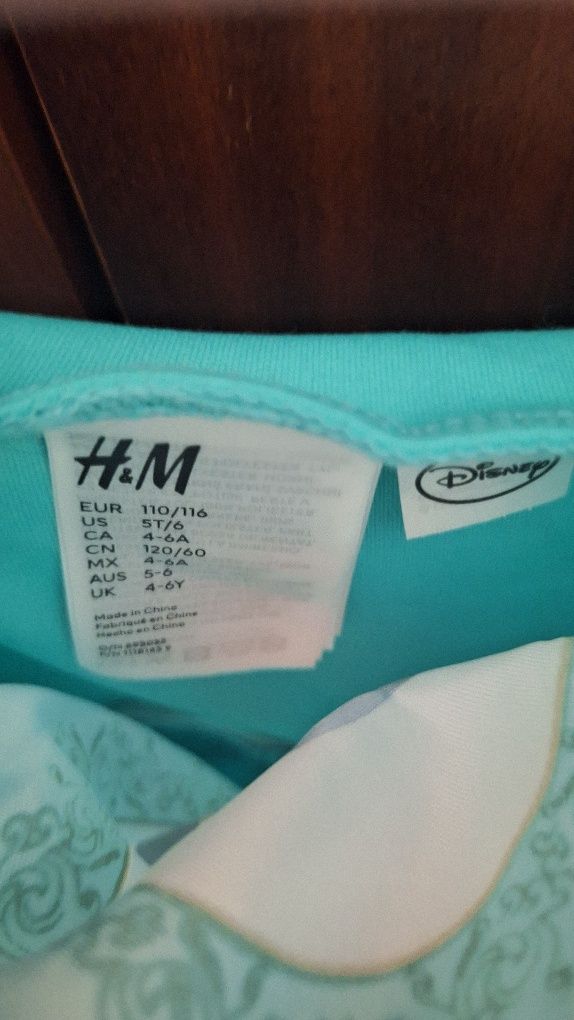 H&M
EUR 110/116
US 5T/6
CA 4-6A
CN 120/60
MX 4-6A
AUS 5-6
UK 4-6Y
Made in China
Fabriqué en Chine
Hecho en China
Disney